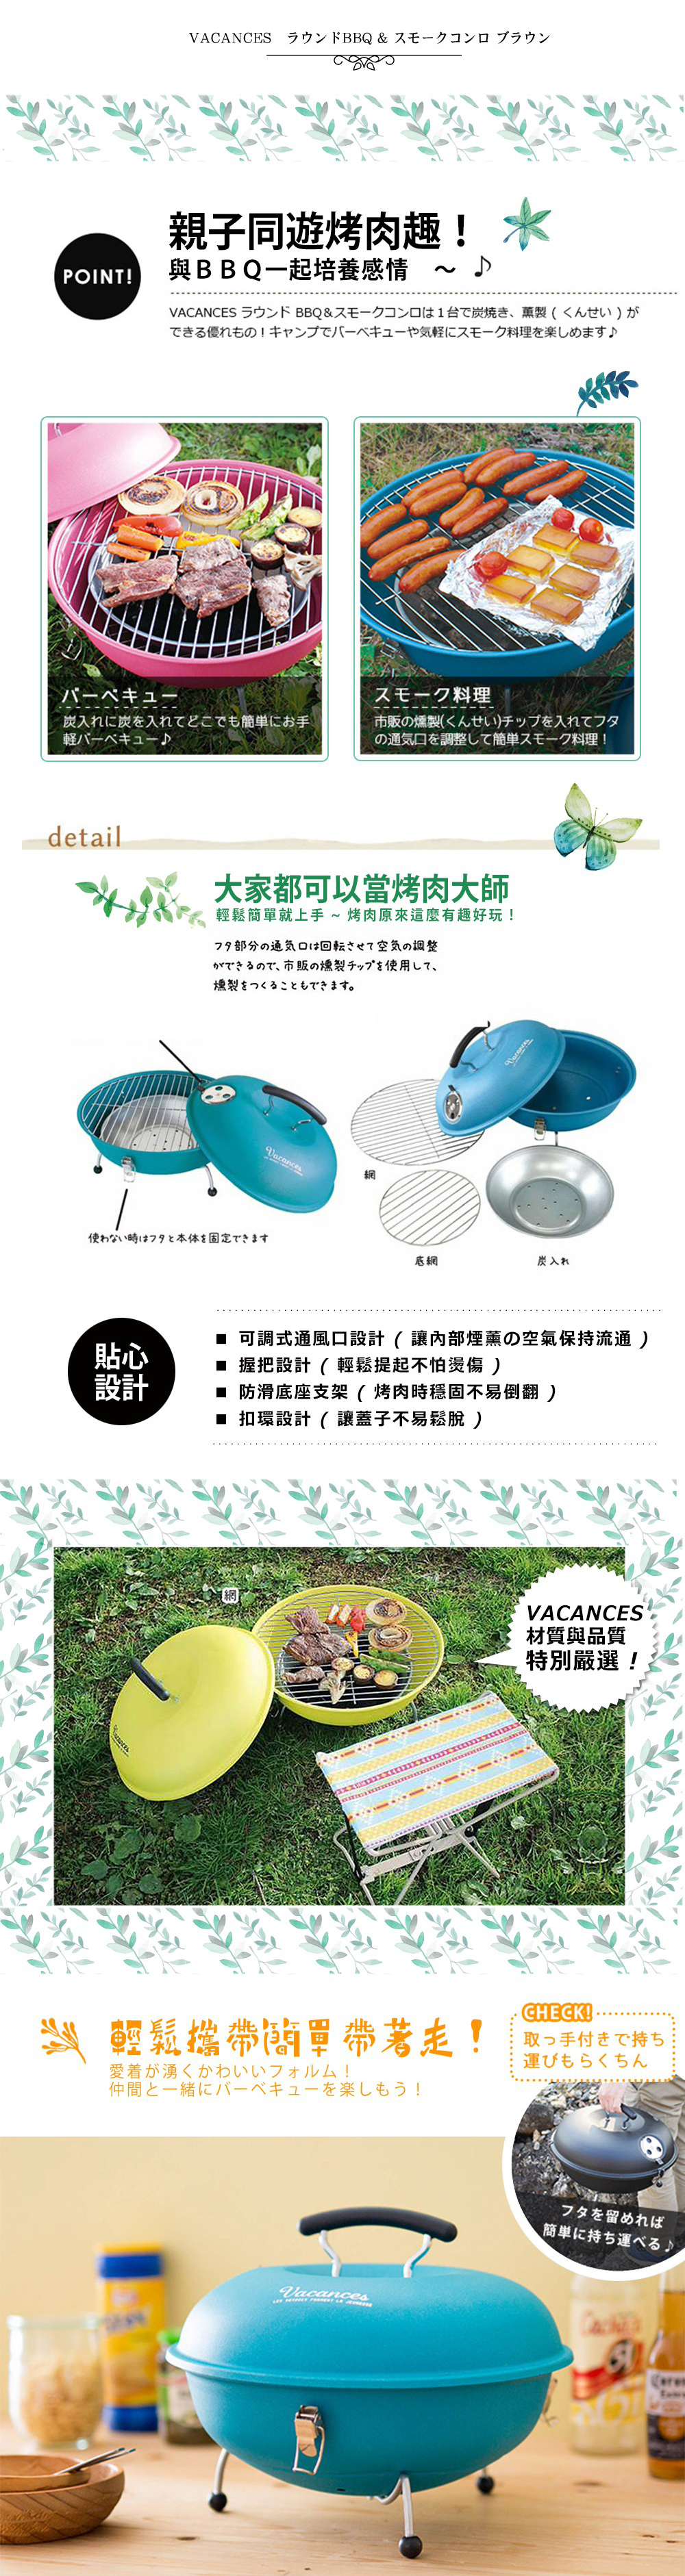 VACANCES ラウンドBBQ & スモークコンロ ブラウン
POINT!
親子同遊烤肉趣！
與ＢＢＱ一起培養感情　～♪
VACANCES ラウンド BBQ＆スモークコンロは１台で炭焼き、薫製 ( くんせい ) が
できる優れもの！キャンプでバーベキューや気軽にスモーク料理を楽しめます♪
バーベキュー
炭入れに炭を入れてどこでも簡単にお手
軽バーベキュー♪
スモーク料理
市販の燻製(くんせい)チップを入れてフタ
の通気口を調整して簡単スモーク料理！
detail
大家都可以當烤肉大師
輕鬆簡單就上手 ~ 烤肉原來這麼有趣好玩！
フタ部分の通気口は回転させて空気の調整
ができるので、市販の燻製チップを使用して、
燻製をつくることもできます。
Vacances
使わない時はフタと本体を固定できます
Vacances
網
底網
炭入れ
貼心
設計
■ 可調式通風口設計 ( 讓內部煙薰の空氣保持流通 )
■ 握把設計 ( 輕鬆提起不怕燙傷 )
■ 防滑底座支架 ( 烤肉時穩固不易倒翻 )
■ 扣環設計 ( 讓蓋子不易鬆脫 )
網
Vacances
VACANCES
材質與品質
特別嚴選！
輕鬆攜帶簡單帶著走！
愛着が湧くかわいいフォルム！
仲間と一緒にバーベキューを楽しもう！
CHECK!
取っ手付きで持ち
運びもらくちん
フタを留めれば
簡単に持ち運べる♪
Vacances